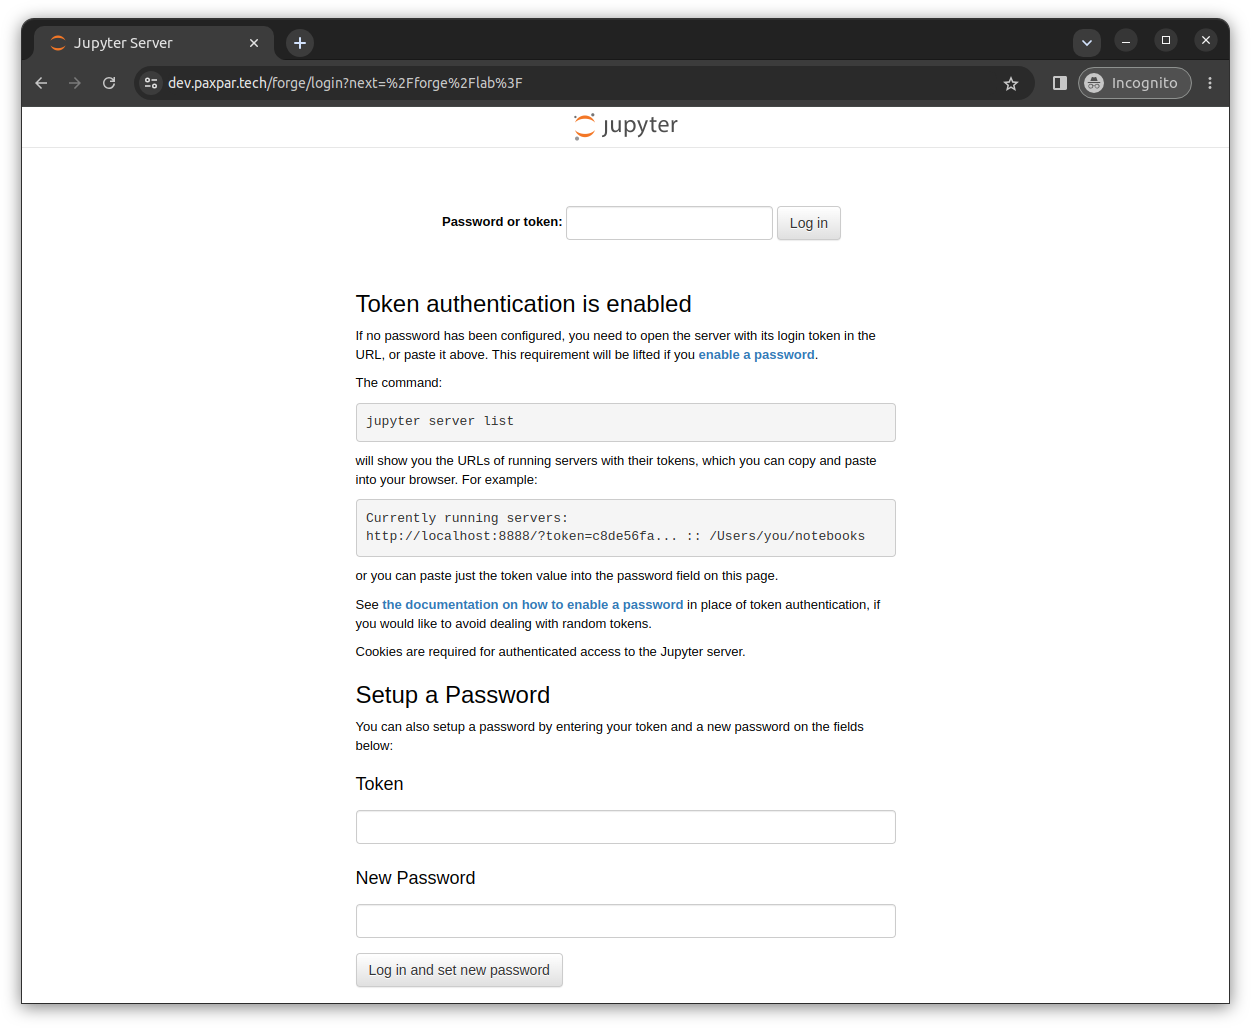 Jupyter Server
dev.paxpar.tech/forge/login?next=%2Fforge%2Flab%3F
Incognito
jupyter
Password or token:
Log in
Token authentication is enabled
If no password has been configured, you need to open the server with its login token in the
URL, or paste it above. This requirement will be lifted if you enable a password.
The command:
jupyter server list
will show you the URLs of running servers with their tokens, which you can copy and paste
into your browser. For example:
Currently running servers:
http://localhost:8888/?token=c8de56fa... :: /Users/you/notebooks
or you can paste just the token value into the password field on this page.
See the documentation on how to enable a password in place of token authentication, if
you would like to avoid dealing with random tokens.
Cookies are required for authenticated access to the Jupyter server.
Setup a Password
You can also setup a password by entering your token and a new password on the fields
below:
Token
New Password
Log in and set new password